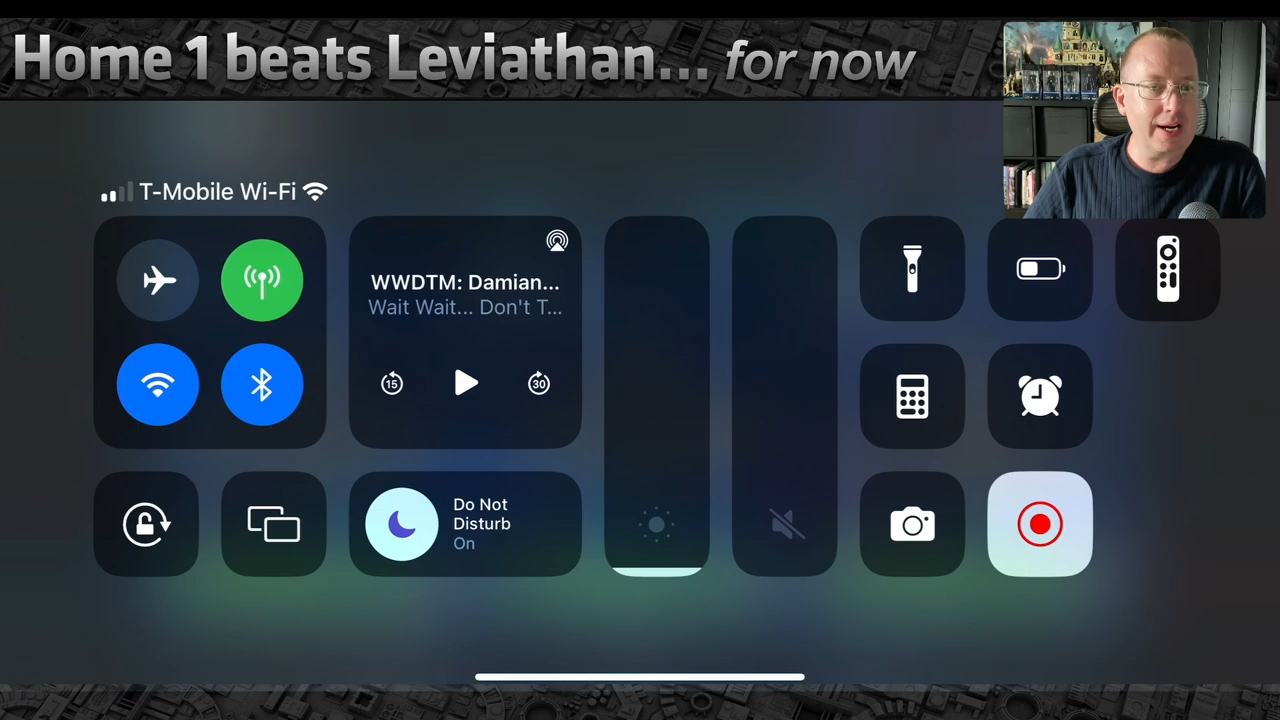 Home 1 beats Leviathan... for now
T-Mobile Wi-Fi
WWDTM: Damian...
Wait Wait... Don't T...
15
30
Do Not
Disturb
On